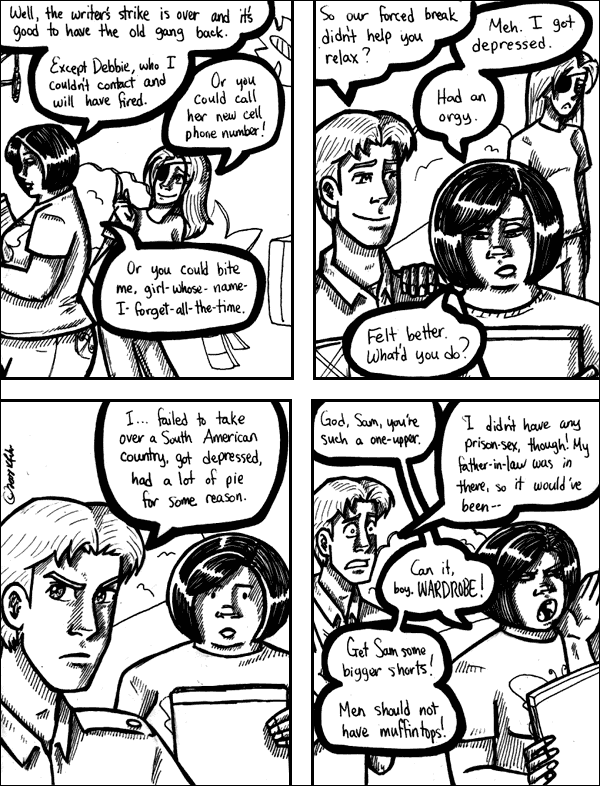 Well, the writer's strike is over and it's
good to have the old gang back.
Except Debbie, who I
couldn't contact and
will have fired.
Or you
could call
her new cell
phone number!
Or you could bite
me, girl-whose-name-
I-forget-all-the-time.
So our forced break
didn't help you
relax?
Meh. I got
depressed.
Had an
orgy.
Felt better.
What'd you do?
I... failed to take
over a South American
country, got depressed,
had a lot of pie
for some reason.
God, Sam, you're
such a one-upper.
I didn't have any
prison-sex, though! My
father-in-law was in
there, so it would've
been--
Can it,
boy. WARDROBE!
Get Sam some
bigger shorts!
Men should not
have muffintops!